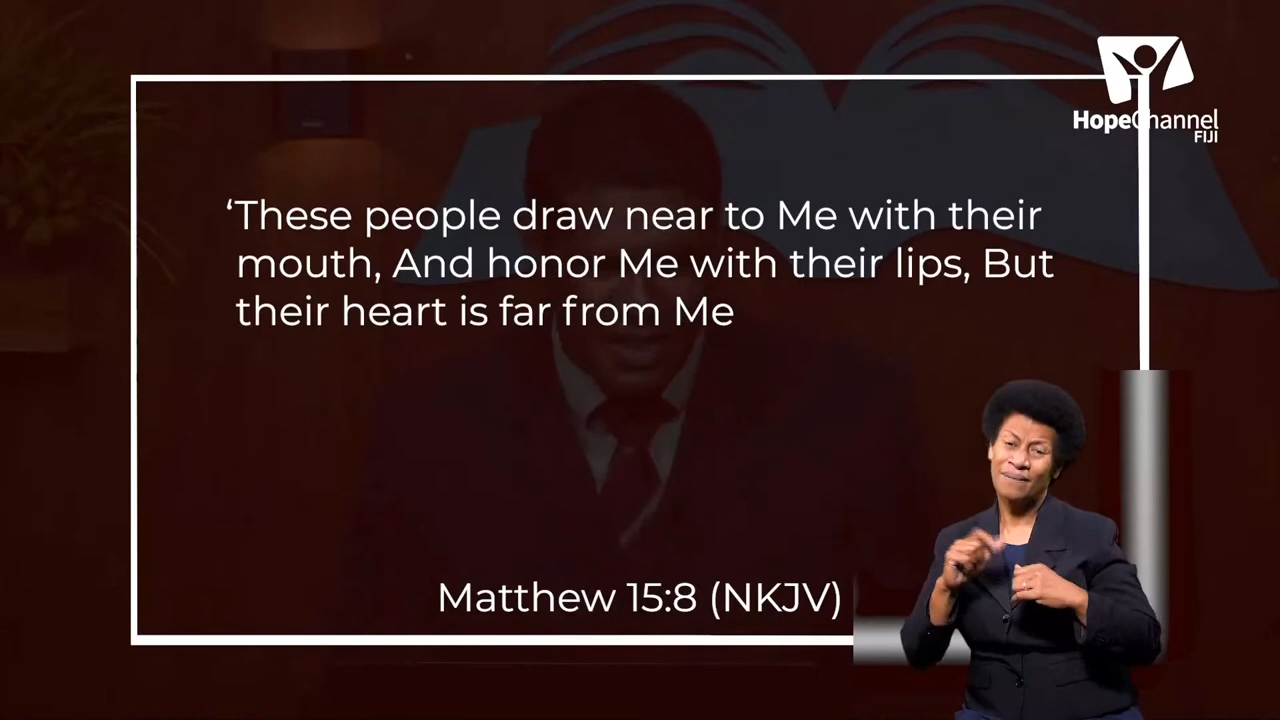 HopeChannel
FIJI
‘These people draw near to Me with their
mouth, And honor Me with their lips, But
their heart is far from Me
Matthew 15:8 (NKJV)